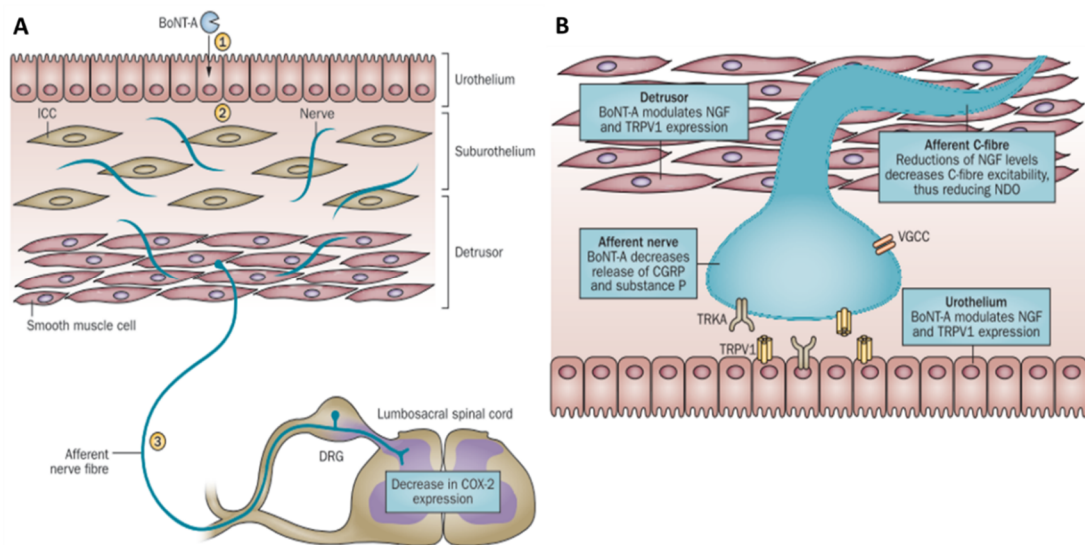 A
BoNT-A
1
Urothelium
2
ICC
Nerve
Suburothelium
Detrusor
Smooth muscle cell
3
Afferent
nerve fibre
DRG
Lumbosacral spinal cord
Decrease in COX-2
expression
B
Detrusor
BoNT-A modulates NGF
and TRPV1 expression
Afferent C-fibre
Reductions of NGF levels
decreases C-fibre excitability,
thus reducing NDO
VGCC
Afferent nerve
BoNT-A decreases
release of CGRP
and substance P
TRKA
TRPV1
Urothelium
BoNT-A modulates NGF
and TRPV1 expression